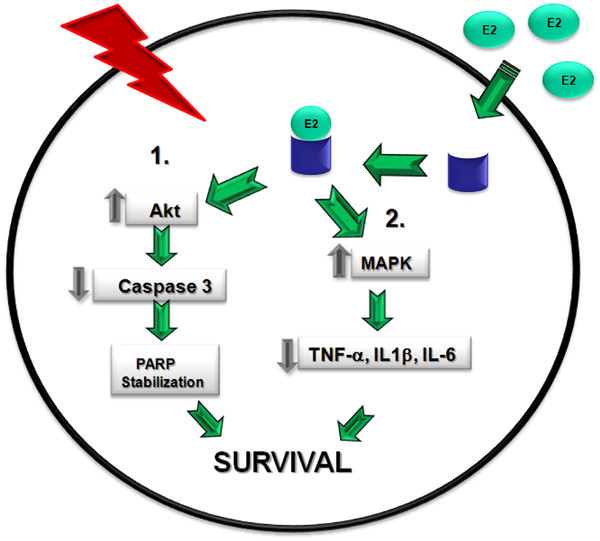 E2
E2
E2
E2
1.
2.
Akt
MAPK
Caspase 3
TNF-α, IL1β, IL-6
PARP
Stabilization
SURVIVAL